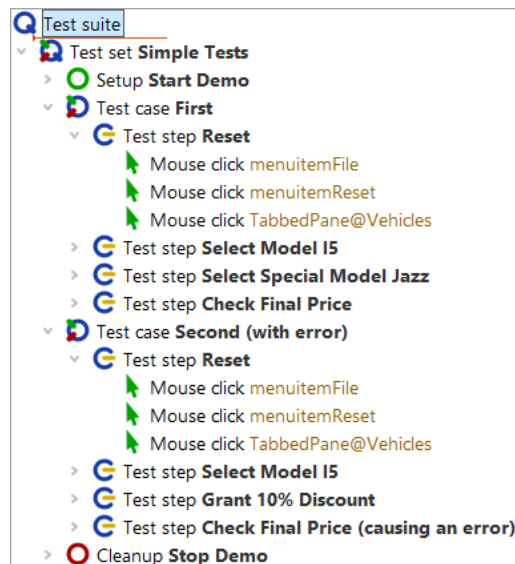 Test suite
Test set Simple Tests
Setup Start Demo
Test case First
Test step Reset
Mouse click menuitemFile
Mouse click menuitemReset
Mouse click TabbedPane@Vehicles
Test step Select Model I5
Test step Select Special Model Jazz
Test step Check Final Price
Test case Second (with error)
Test step Reset
Mouse click menuitemFile
Mouse click menuitemReset
Mouse click TabbedPane@Vehicles
Test step Select Model I5
Test step Grant 10% Discount
Test step Check Final Price (causing an error)
Cleanup Stop Demo